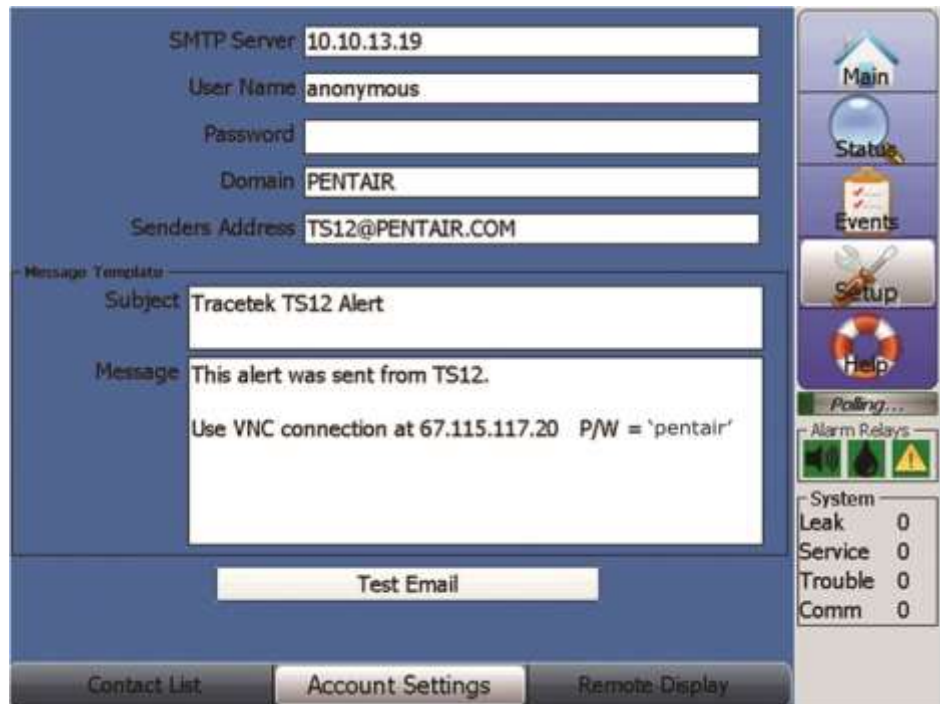 SMTP Server 10.10.13.19
User Name anonymous
Password
Domain PENTAIR
Senders Address TS12@PENTAIR.COM
Message Template
Subject Tracetek TS12 Alert
Message This alert was sent from TS12.
Use VNC connection at 67.115.117.20 P/W = ‘pentair’
Test Email
Contact List Account Settings Remote Display
Main
Status
Events
Setup
Help
Polling...
Alarm Relays
System
Leak 0
Service 0
Trouble 0
Comm 0